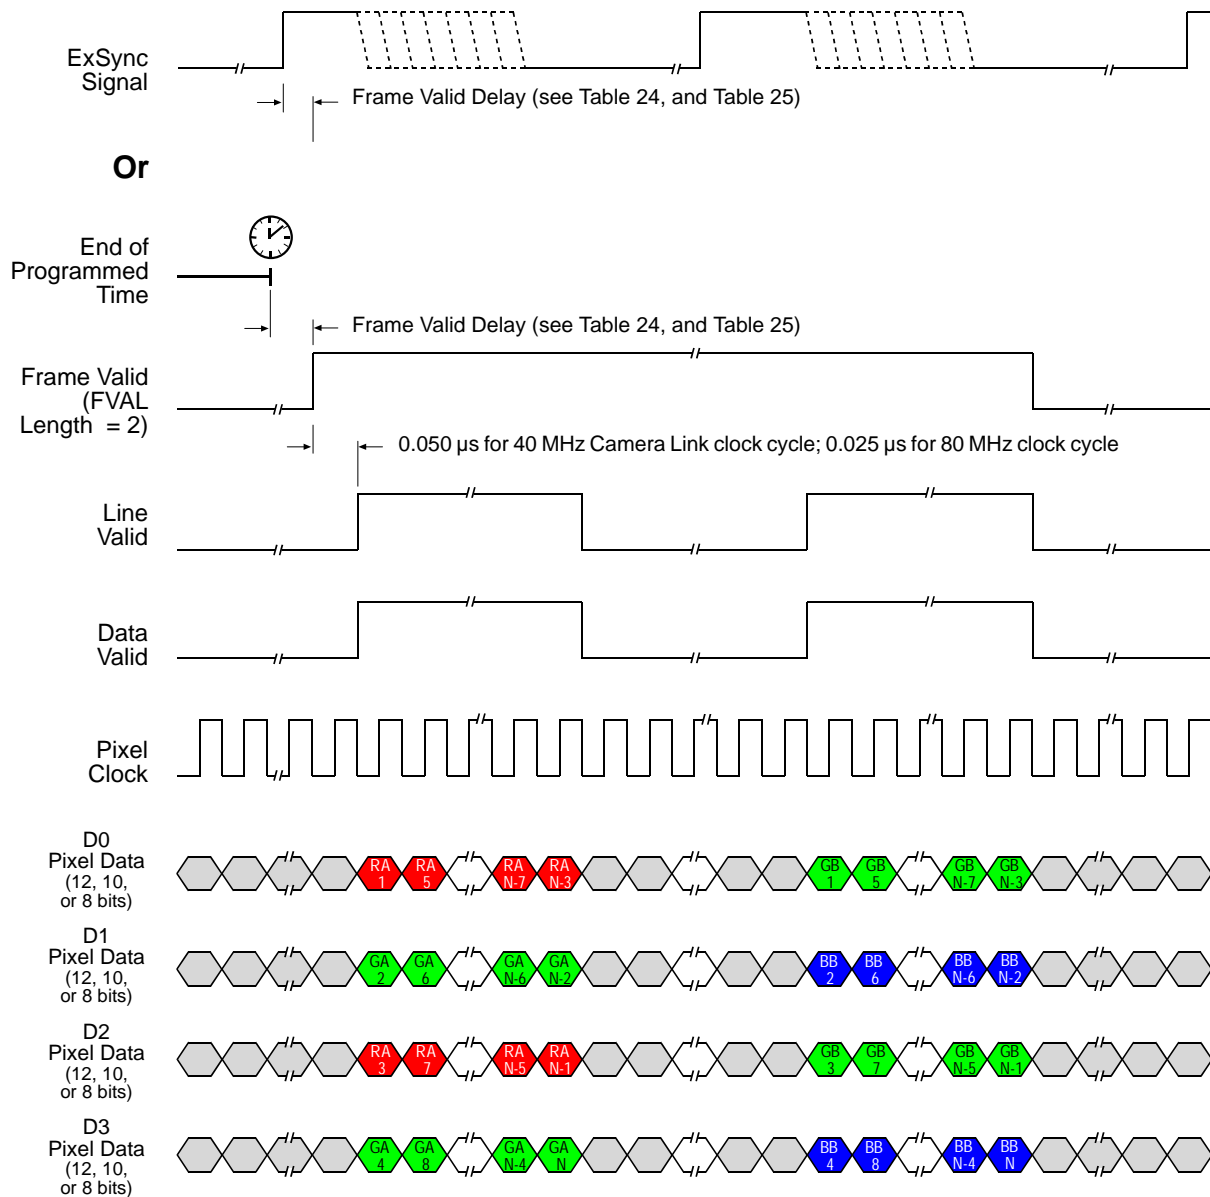 ExSync
Signal
Frame Valid Delay (see Table 24, and Table 25)
Or
End of
Programmed
Time
Frame Valid Delay (see Table 24, and Table 25)
Frame Valid
(FVAL
Length = 2)
0.050 µs for 40 MHz Camera Link clock cycle; 0.025 µs for 80 MHz clock cycle
Line
Valid
Data
Valid
Pixel
Clock
D0
Pixel Data
(12, 10,
or 8 bits)
RA 1
RA 5
RA N-7
RA N-3
GB 1
GB 5
GB N-7
GB N-3
D1
Pixel Data
(12, 10,
or 8 bits)
GA 2
GA 6
GA N-6
GA N-2
BB 2
BB 6
BB N-6
BB N-2
D2
Pixel Data
(12, 10,
or 8 bits)
RA 3
RA 7
RA N-5
RA N-1
GB 3
GB 7
GB N-5
GB N-1
D3
Pixel Data
(12, 10,
or 8 bits)
GA 4
GA 8
GA N-4
GA N
BB 4
BB 8
BB N-4
BB N